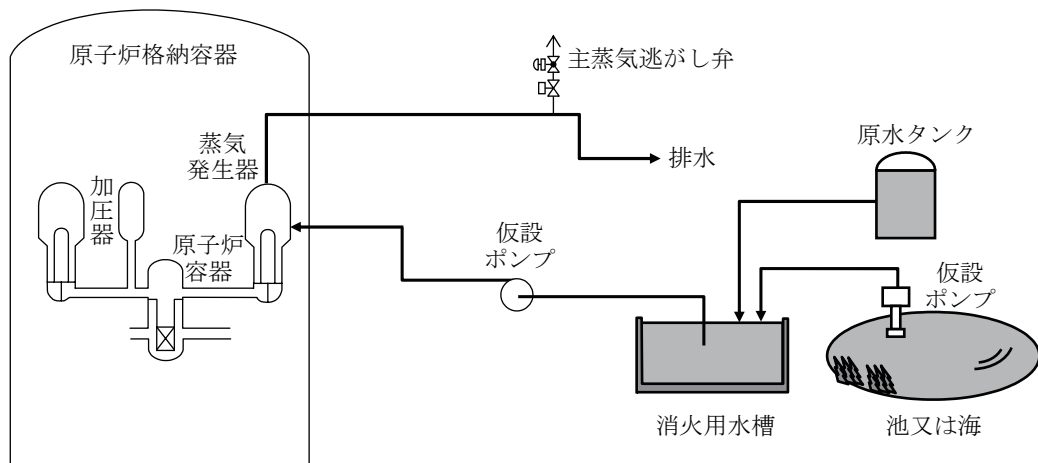 原子炉格納容器
主蒸気逃がし弁
蒸気
発生器
排水
原水タンク
加
圧
器
原子炉
容器
仮設
ポンプ
仮設
ポンプ
消火用水槽
池又は海